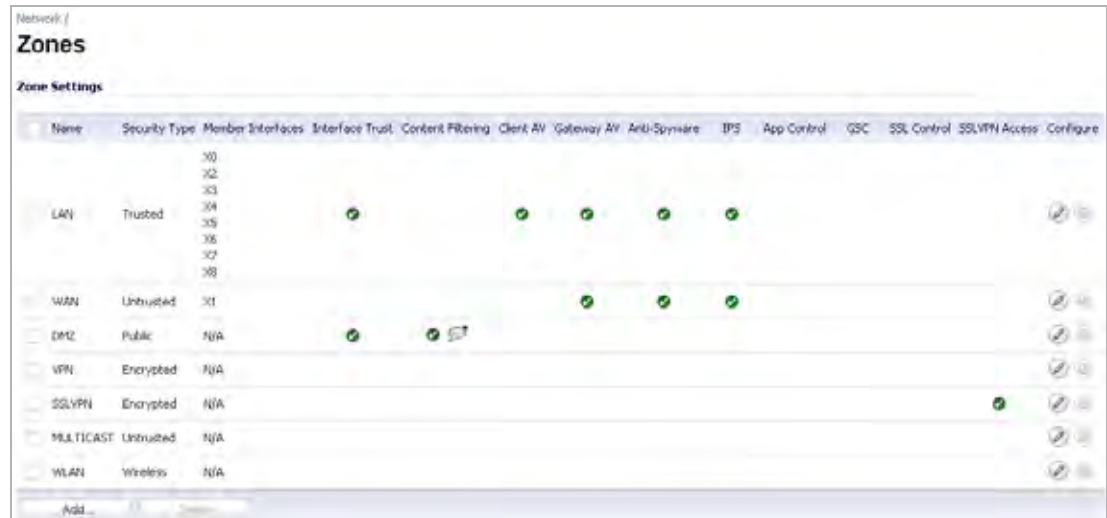 Network /
Zones
Zone Settings
Name Security Type Member Interfaces Interface Trust Content Filtering Client AV Gateway AV Anti-Spyware IPS App Control GSC SSL Control SSLVPN Access Configure
X0
X2
X3
LAN Trusted X4
X5
X6
X7
X8
WAN Untrusted X1
DMZ Public N/A
VPN Encrypted N/A
SSLVPN Encrypted N/A
MULTICAST Untrusted N/A
WLAN Wireless N/A
Add...